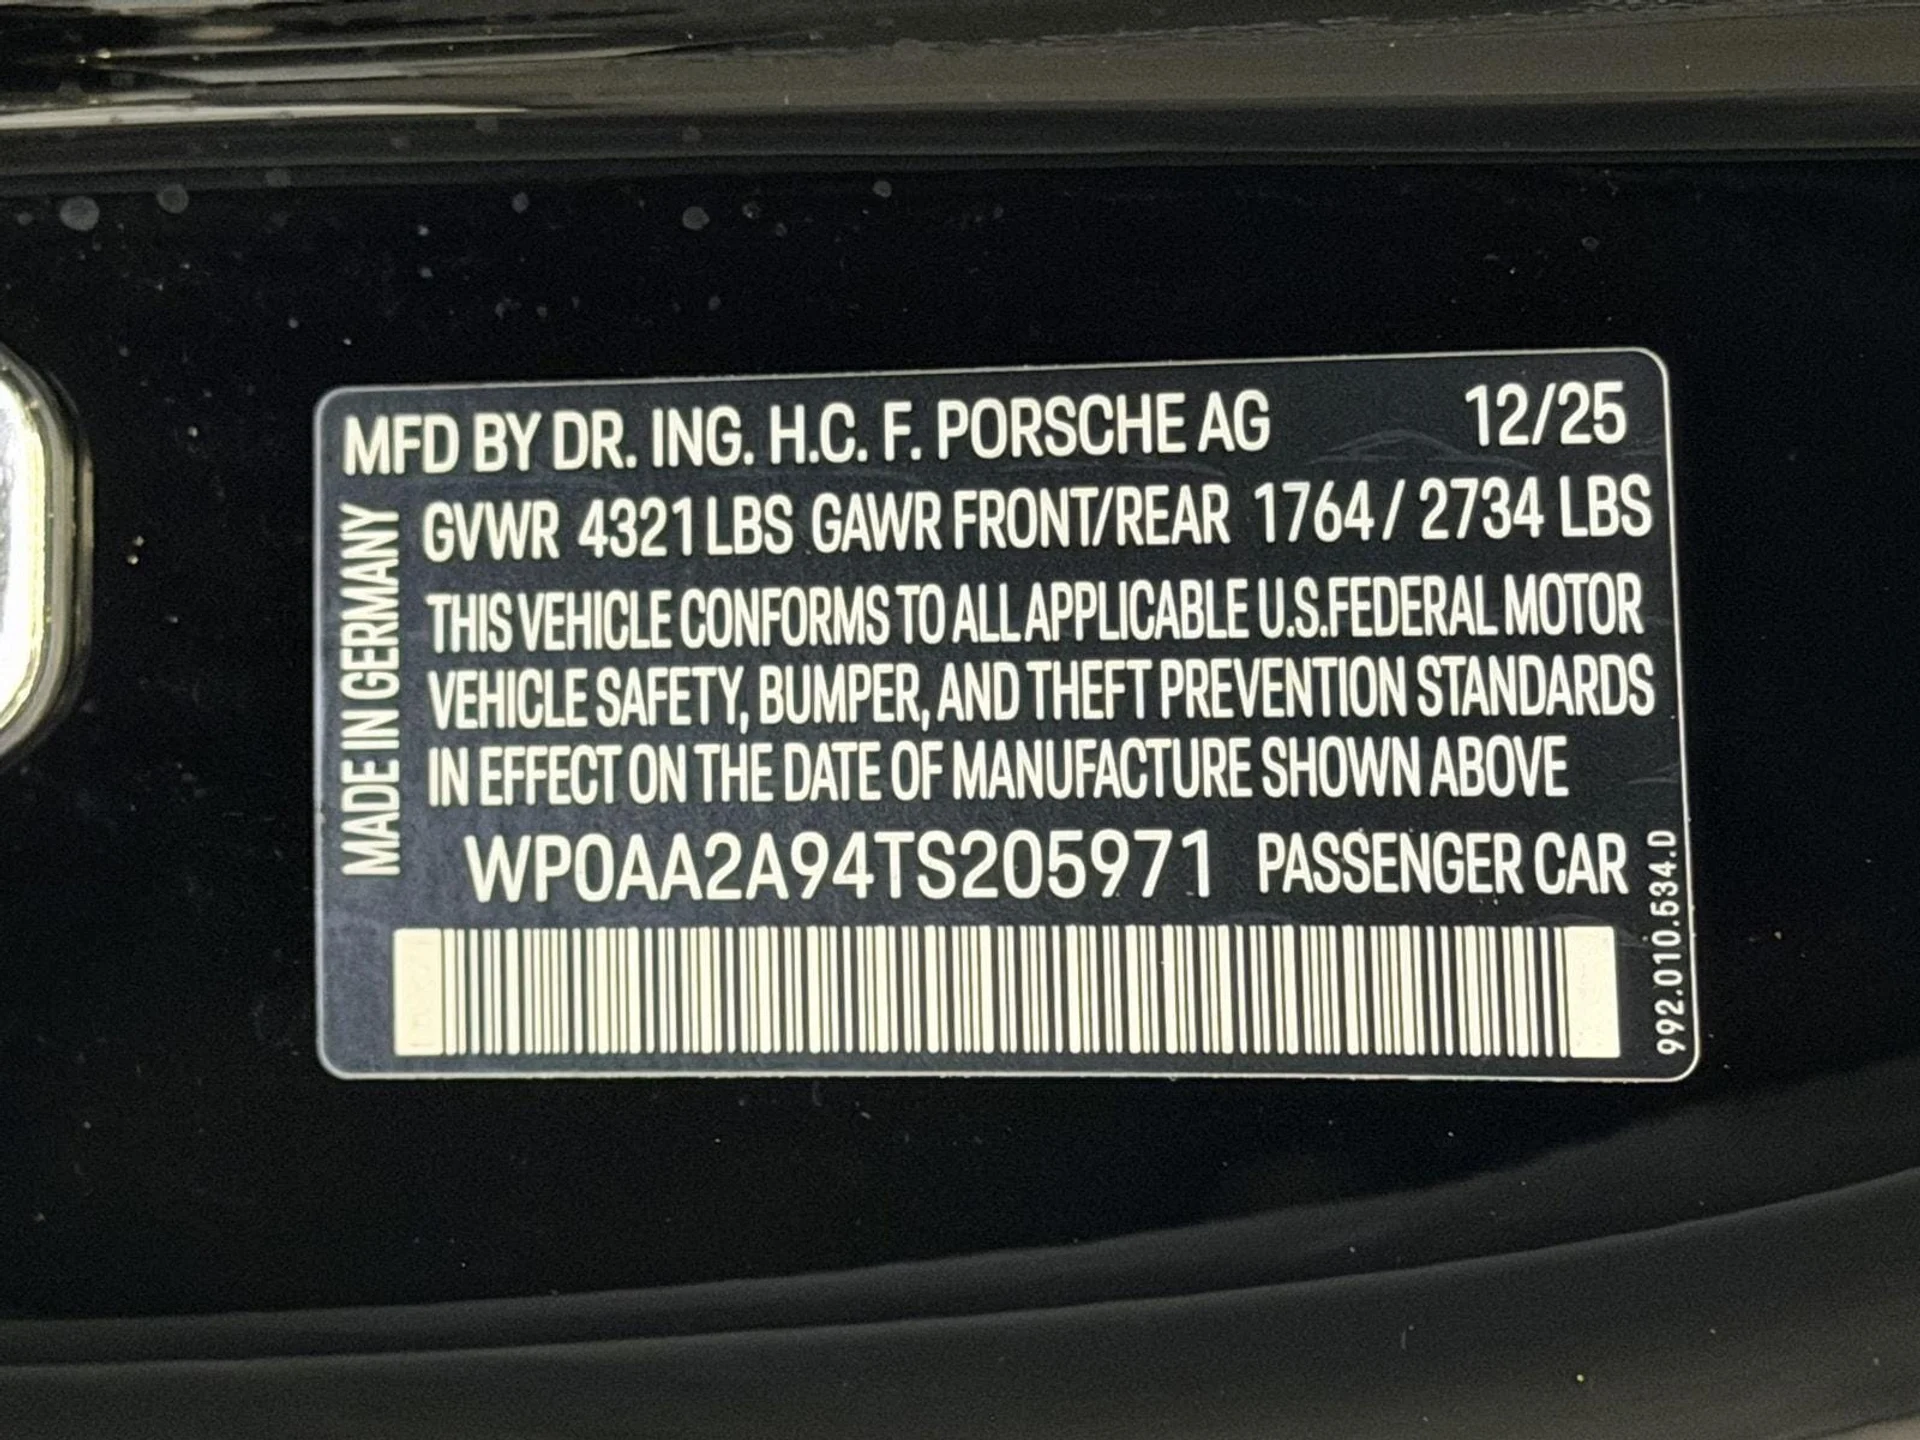 MFD BY DR. ING. H.C. F. PORSCHE AG 12/25
GVWR 4321 LBS GAWR FRONT/REAR 1764 / 2734 LBS
THIS VEHICLE CONFORMS TO ALL APPLICABLE U.S.FEDERAL MOTOR
VEHICLE SAFETY, BUMPER, AND THEFT PREVENTION STANDARDS
IN EFFECT ON THE DATE OF MANUFACTURE SHOWN ABOVE
WP0AA2A94TS205971 PASSENGER CAR
MADE IN GERMANY
992.010.534.D